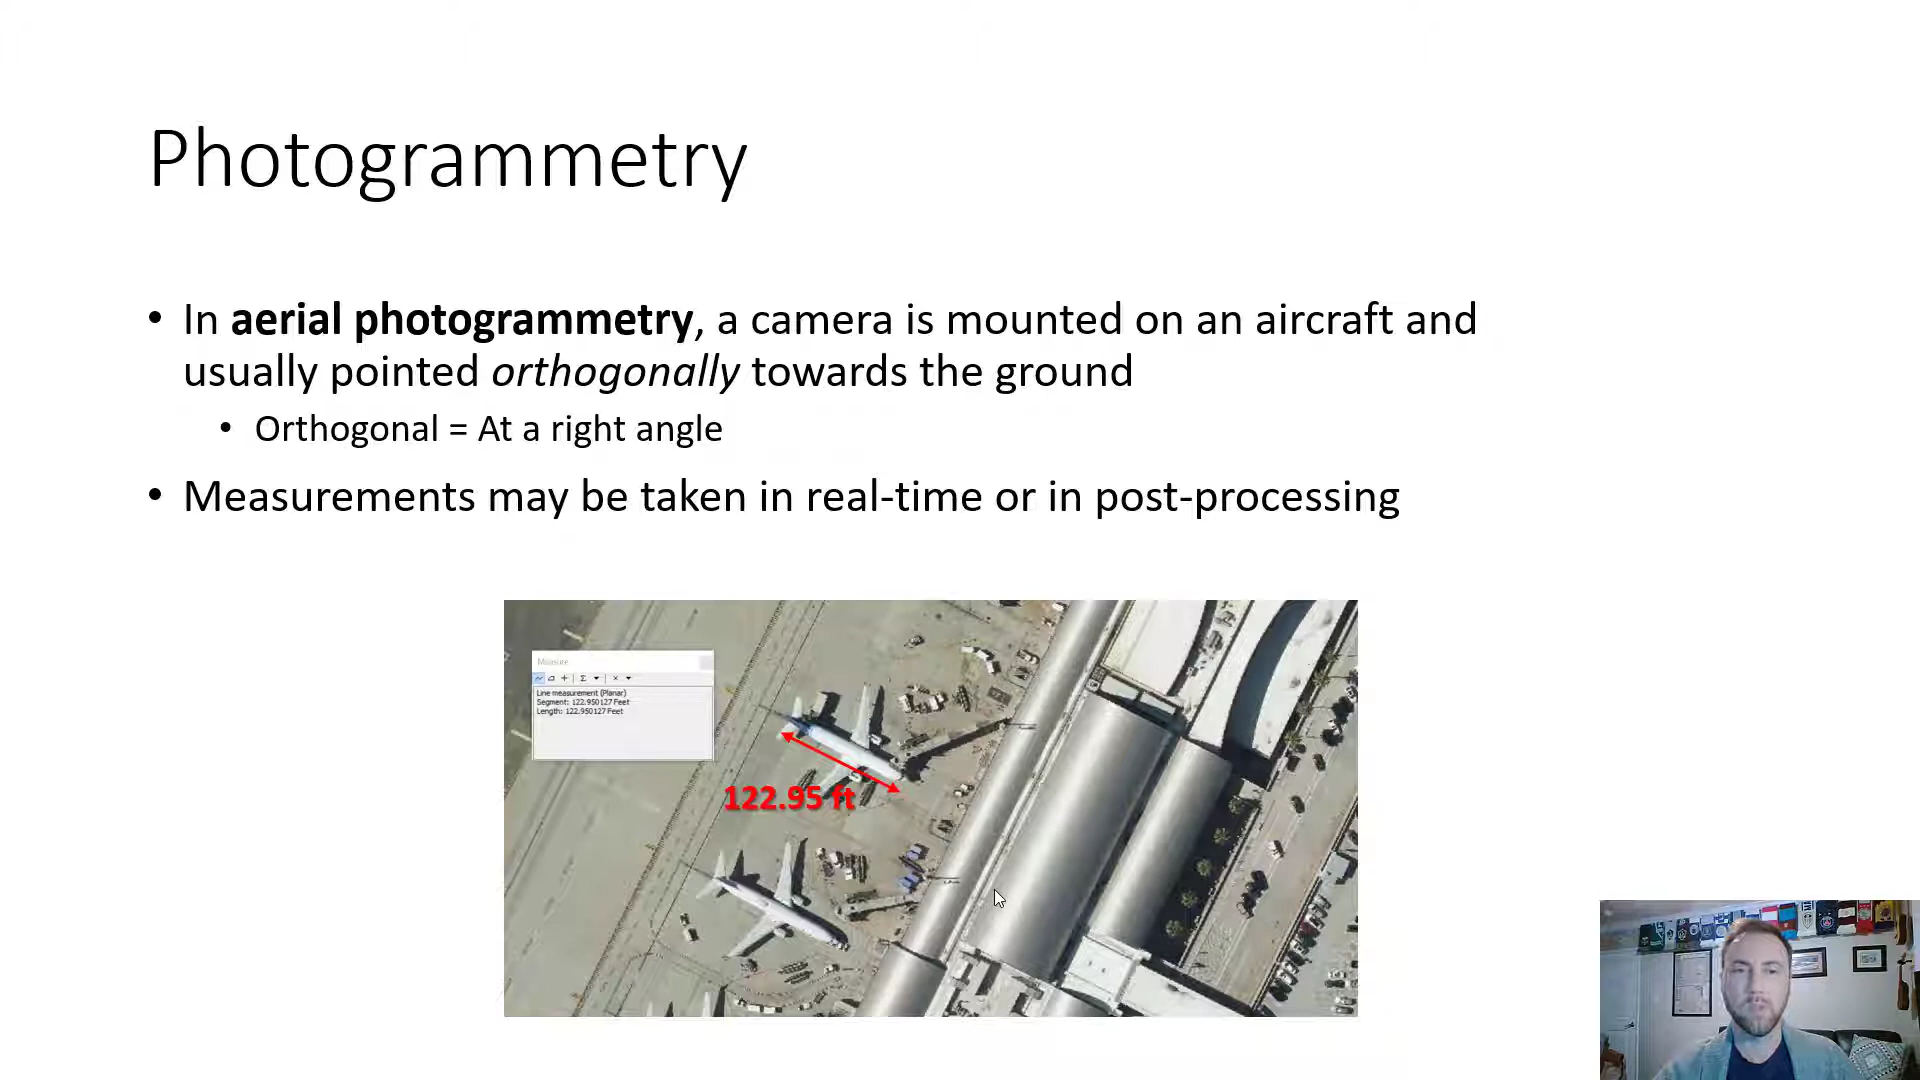 Photogrammetry
• In aerial photogrammetry, a camera is mounted on an aircraft and
usually pointed orthogonally towards the ground
• Orthogonal = At a right angle
• Measurements may be taken in real-time or in post-processing
Measure
Line measurement (Planar)
Segment: 122.950127 Feet
Length: 122.950127 Feet
122.95 ft